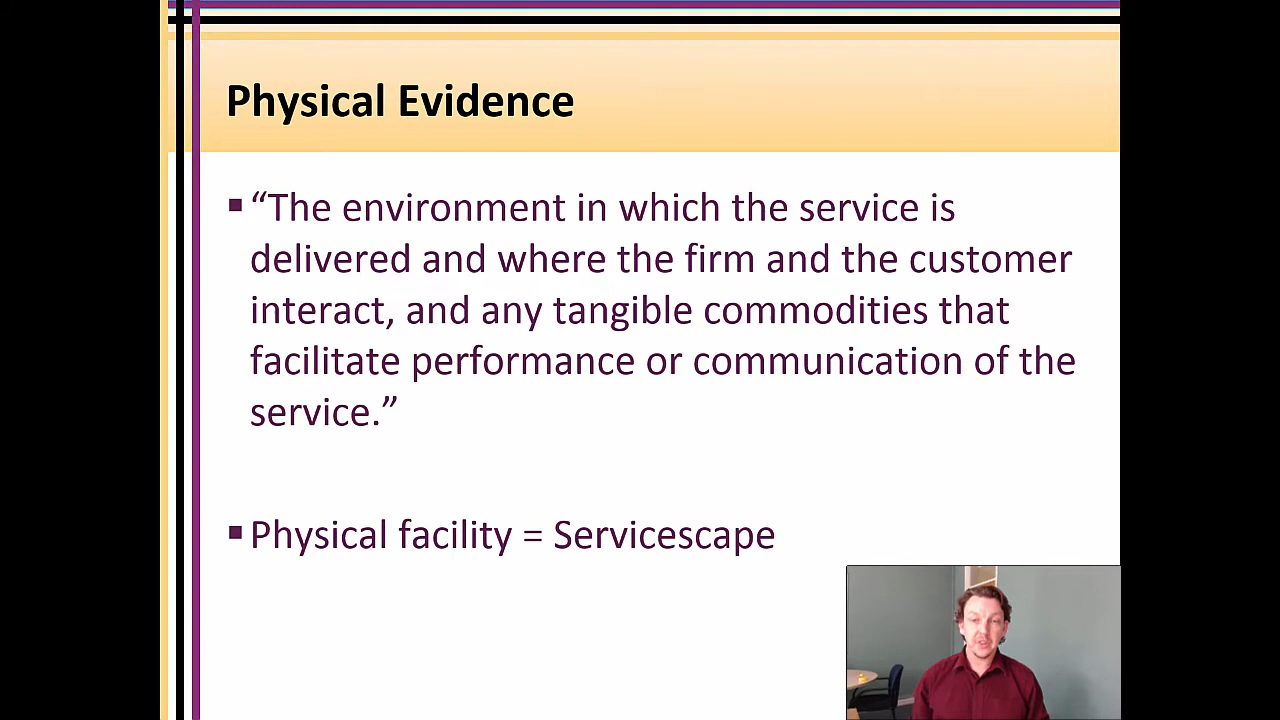 Physical Evidence
“The environment in which the service is
delivered and where the firm and the customer
interact, and any tangible commodities that
facilitate performance or communication of the
service.”
Physical facility = Servicescape